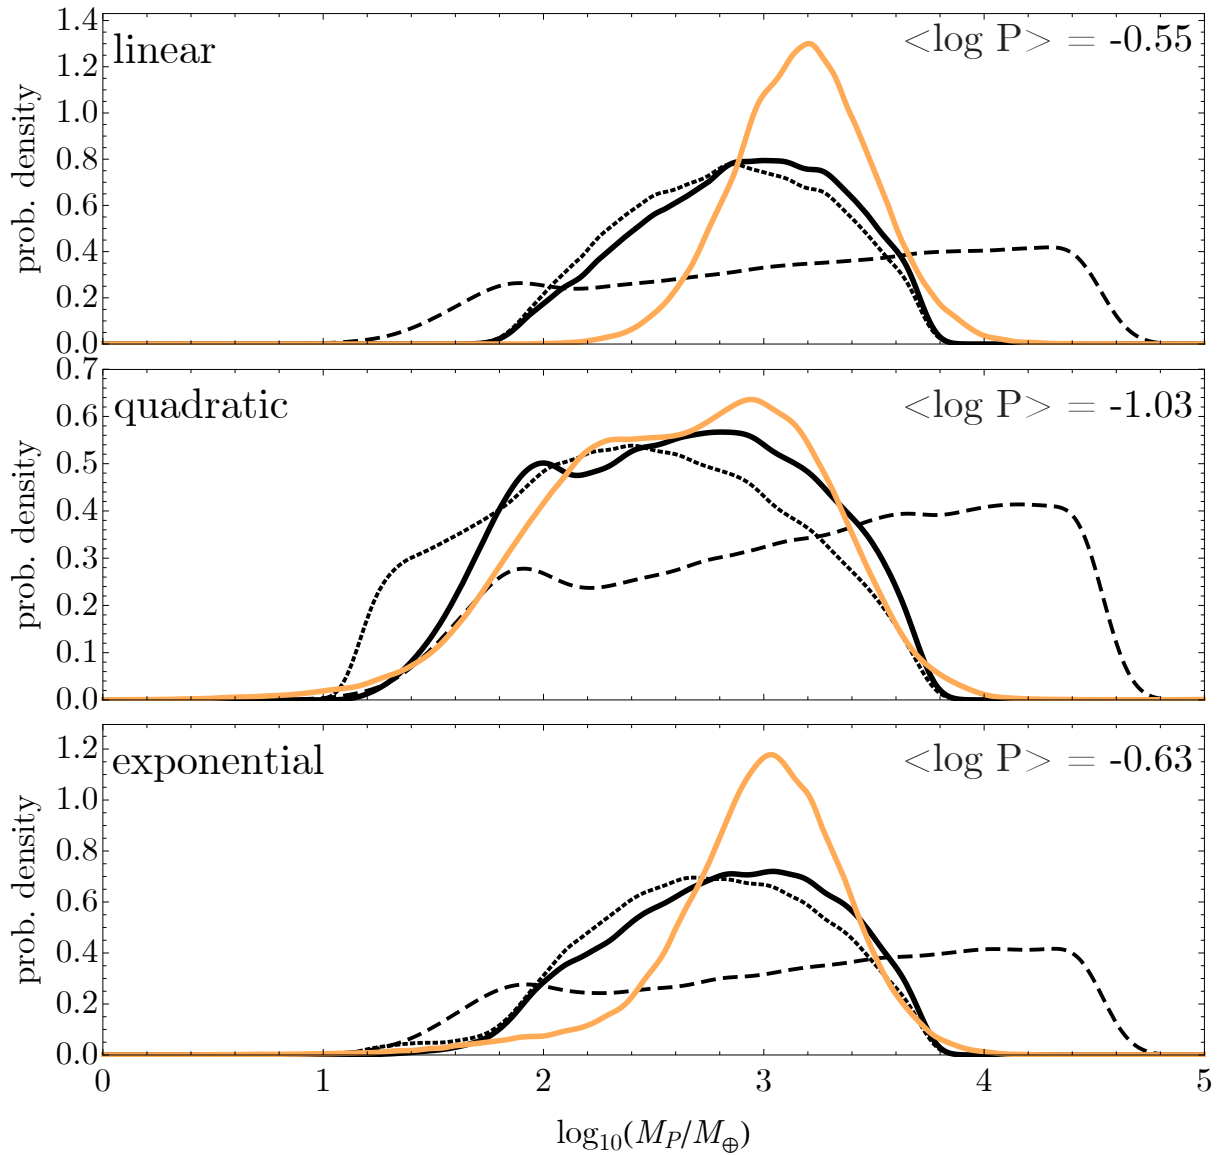 linear
<log P> = -0.55
prob. density
1.4
1.2
1.0
0.8
0.6
0.4
0.2
0.0
quadratic
<log P> = -1.03
prob. density
0.7
0.6
0.5
0.4
0.3
0.2
0.1
0.0
exponential
<log P> = -0.63
prob. density
1.2
1.0
0.8
0.6
0.4
0.2
0.0
0 1 2 3 4 5
log₁₀(M_P/M_⊕)